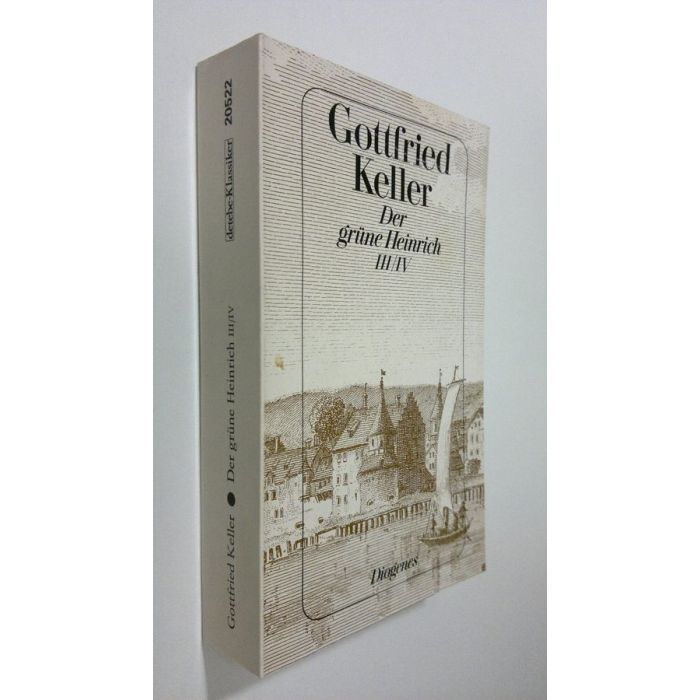 Gottfried
Keller
Der
grüne Heinrich
III/IV
Diogenes
Gottfried Keller ● Der grüne Heinrich III/IV detebe-Klassiker 20522